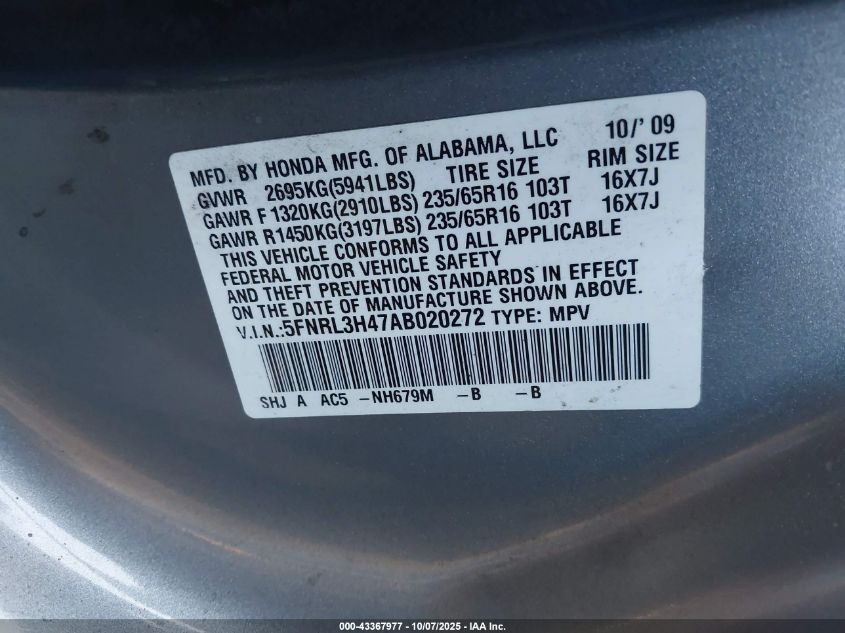 MFD. BY HONDA MFG. OF ALABAMA, LLC 10/'09
GVWR 2695KG(5941LBS) TIRE SIZE RIM SIZE
GAWR F 1320KG(2910LBS) 235/65R16 103T 16X7J
GAWR R1450KG(3197LBS) 235/65R16 103T 16X7J
THIS VEHICLE CONFORMS TO ALL APPLICABLE
FEDERAL MOTOR VEHICLE SAFETY
AND THEFT PREVENTION STANDARDS IN EFFECT
ON THE DATE OF MANUFACTURE SHOWN ABOVE.
V.I.N.:5FNRL3H47AB020272 TYPE: MPV
SHJ A AC5 -NH679M -B -B
000-43367977 - 10/07/2025 - IAA Inc.